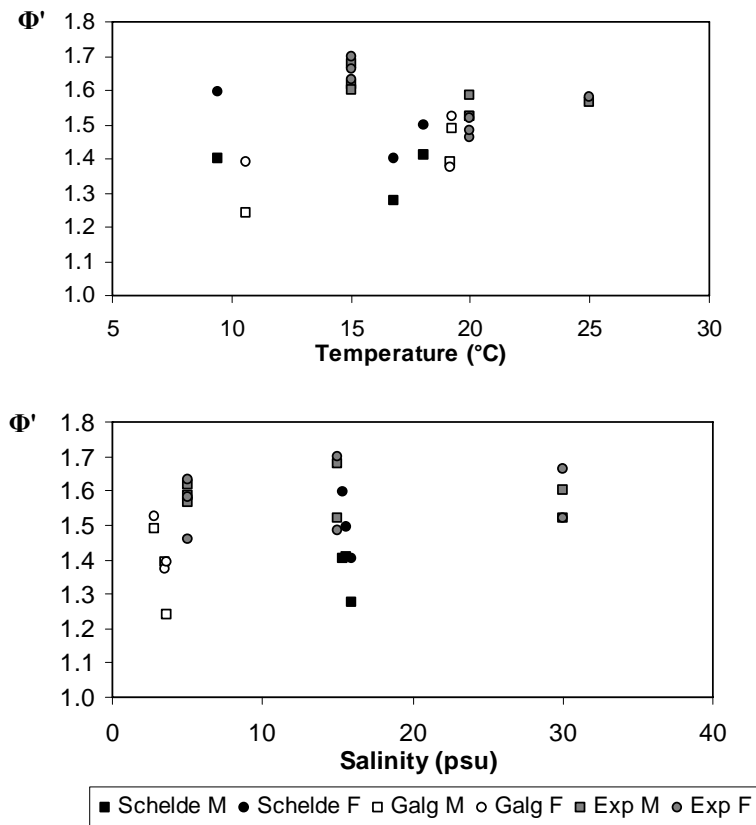 Φ'
1.8
1.7
1.6
1.5
1.4
1.3
1.2
1.1
1.0
5 10 15 20 25 30
Temperature (°C)
Φ'
1.8
1.7
1.6
1.5
1.4
1.3
1.2
1.1
1.0
0 10 20 30 40
Salinity (psu)
Schelde M Schelde F Galg M Galg F Exp M Exp F